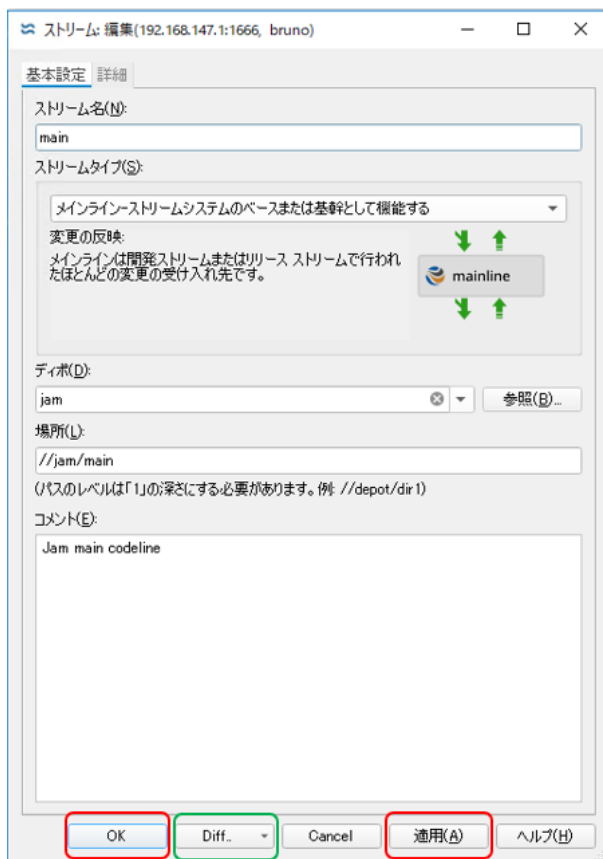 ストリーム: 編集(192.168.147.1:1666, bruno)
基本設定 詳細
ストリーム名(N):
main
ストリームタイプ(S):
メインライン-ストリームシステムのベースまたは基幹として機能する
変更の反映:
メインラインは開発ストリームまたはリリース ストリームで行われ
たほとんどの変更の受け入れ先です。
mainline
ディポ(D):
jam
参照(B)...
場所(L):
//jam/main
(パスのレベルは「1」の深さにする必要があります。例: //depot/dir1)
コメント(E):
Jam main codeline
OK Diff.. Cancel 適用(A) ヘルプ(H)